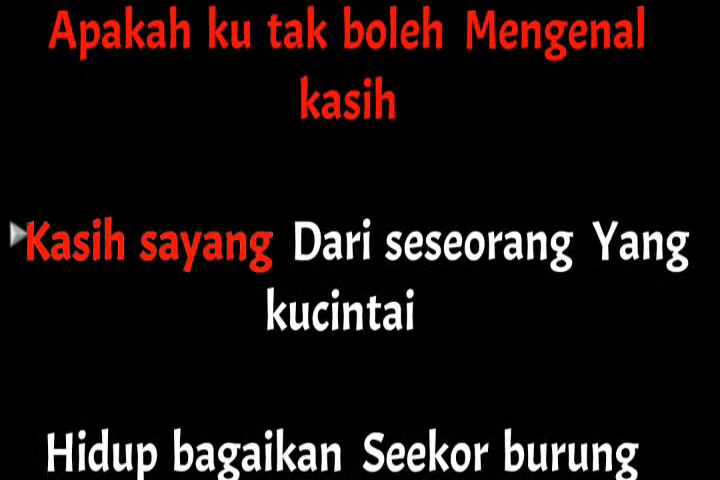 Apakah ku tak boleh Mengenal
kasih
Kasih sayang Dari seseorang Yang
kucintai
Hidup bagaikan Seekor burung